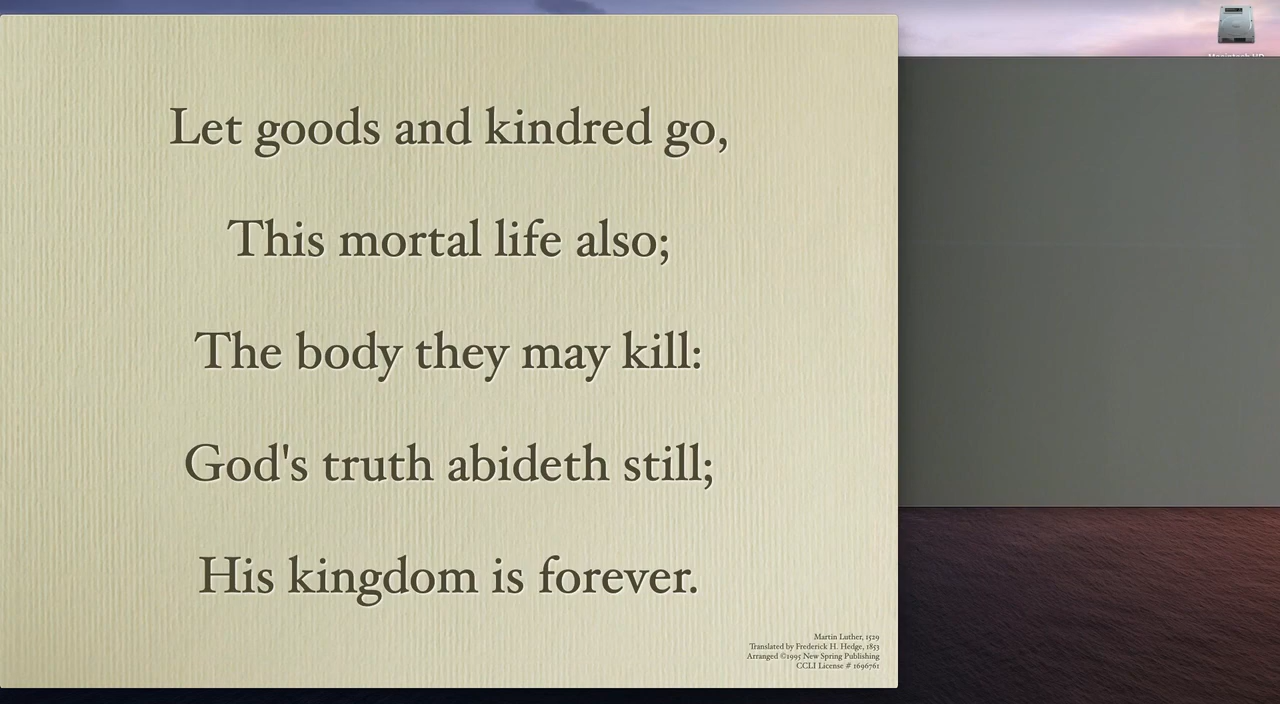 Let goods and kindred go,
This mortal life also;
The body they may kill:
God's truth abideth still;
His kingdom is forever.
Martin Luther, 1529
Translated by Frederick H. Hedge, 1853
Arranged ©1995 New Spring Publishing
CCLI License # 1696761